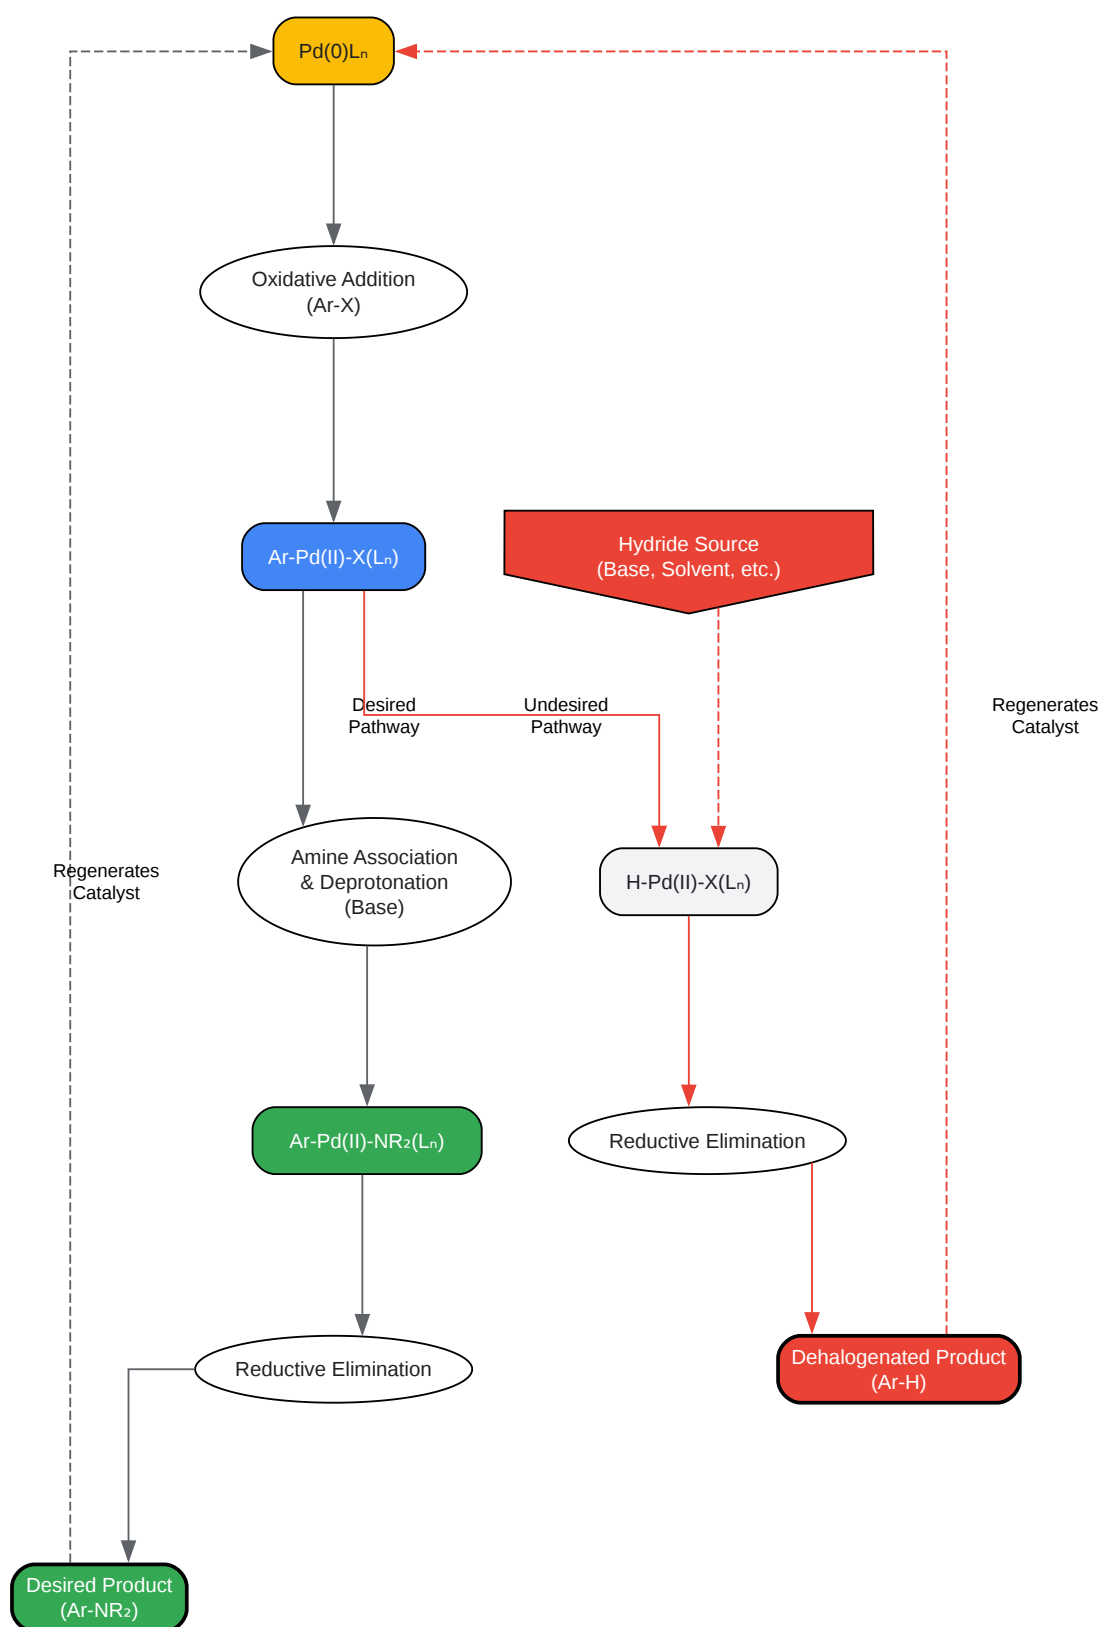 Pd(0)Lₙ
Oxidative Addition
(Ar-X)
Ar-Pd(II)-X(Lₙ)
Hydride Source
(Base, Solvent, etc.)
Desired
Pathway
Undesired
Pathway
Regenerates
Catalyst
Regenerates
Catalyst
Amine Association
& Deprotonation
(Base)
H-Pd(II)-X(Lₙ)
Ar-Pd(II)-NR₂(Lₙ)
Reductive Elimination
Reductive Elimination
Dehalogenated Product
(Ar-H)
Desired Product
(Ar-NR₂)